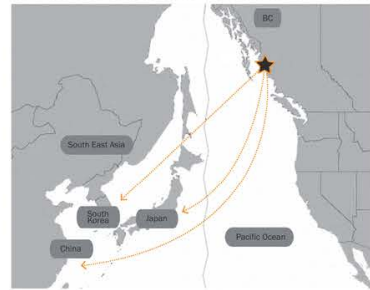 BC
South East Asia
South
Korea
Japan
Pacific Ocean
China